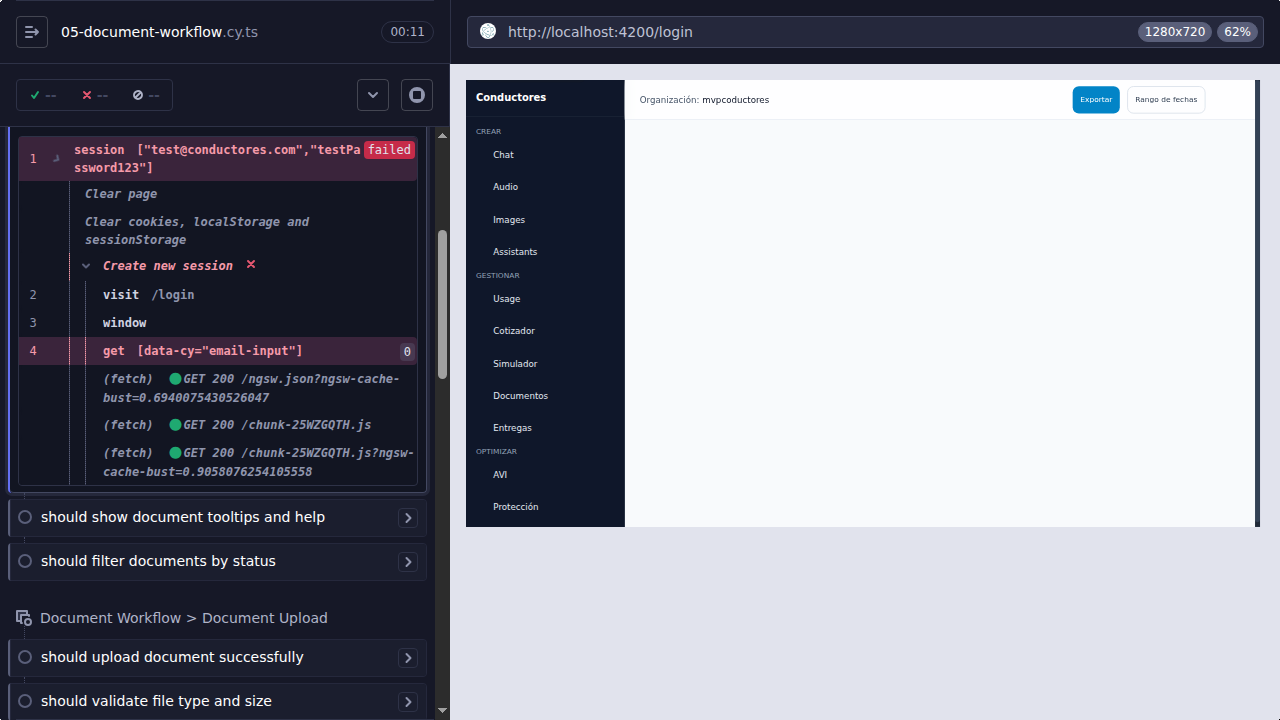 05-document-workflow.cy.ts
00:11
--
--
--
1
session ["test@conductores.com","testPa
ssword123"]
failed
Clear page
Clear cookies, localStorage and
sessionStorage
Create new session
2
visit /login
3
window
4
get [data-cy="email-input"]
0
(fetch) GET 200 /ngsw.json?ngsw-cache-
bust=0.6940075430526047
(fetch) GET 200 /chunk-25WZGQTH.js
(fetch) GET 200 /chunk-25WZGQTH.js?ngsw-
cache-bust=0.9058076254105558
should show document tooltips and help
should filter documents by status
Document Workflow > Document Upload
should upload document successfully
should validate file type and size
http://localhost:4200/login
1280x720
62%
Conductores
CREAR
Chat
Audio
Images
Assistants
GESTIONAR
Usage
Cotizador
Simulador
Documentos
Entregas
OPTIMIZAR
AVI
Protección
Organización: mvpcoductores
Exportar
Rango de fechas